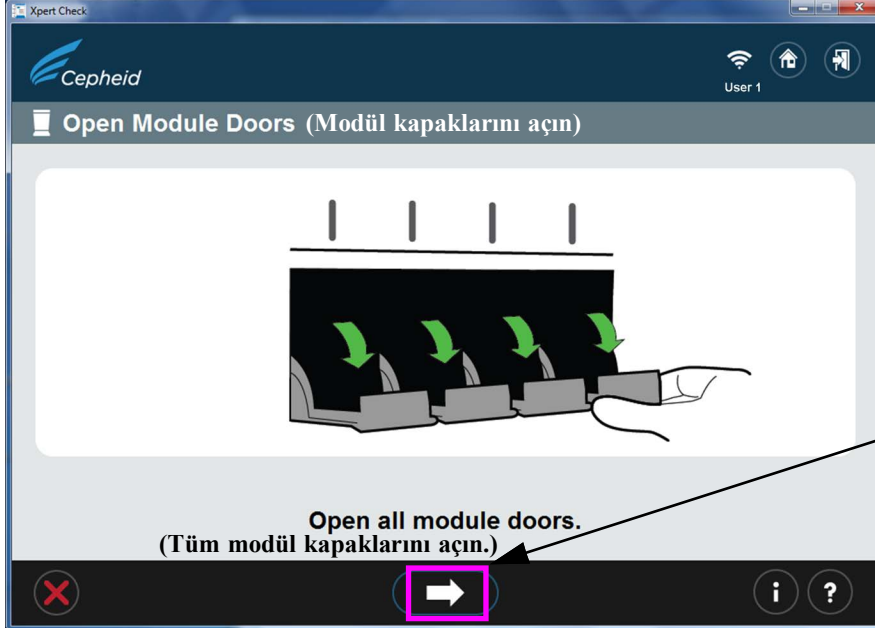 Xpert Check
Cepheid
User 1
Open Module Doors (Modül kapaklarını açın)
Open all module doors.
(Tüm modül kapaklarını açın.)
i ?